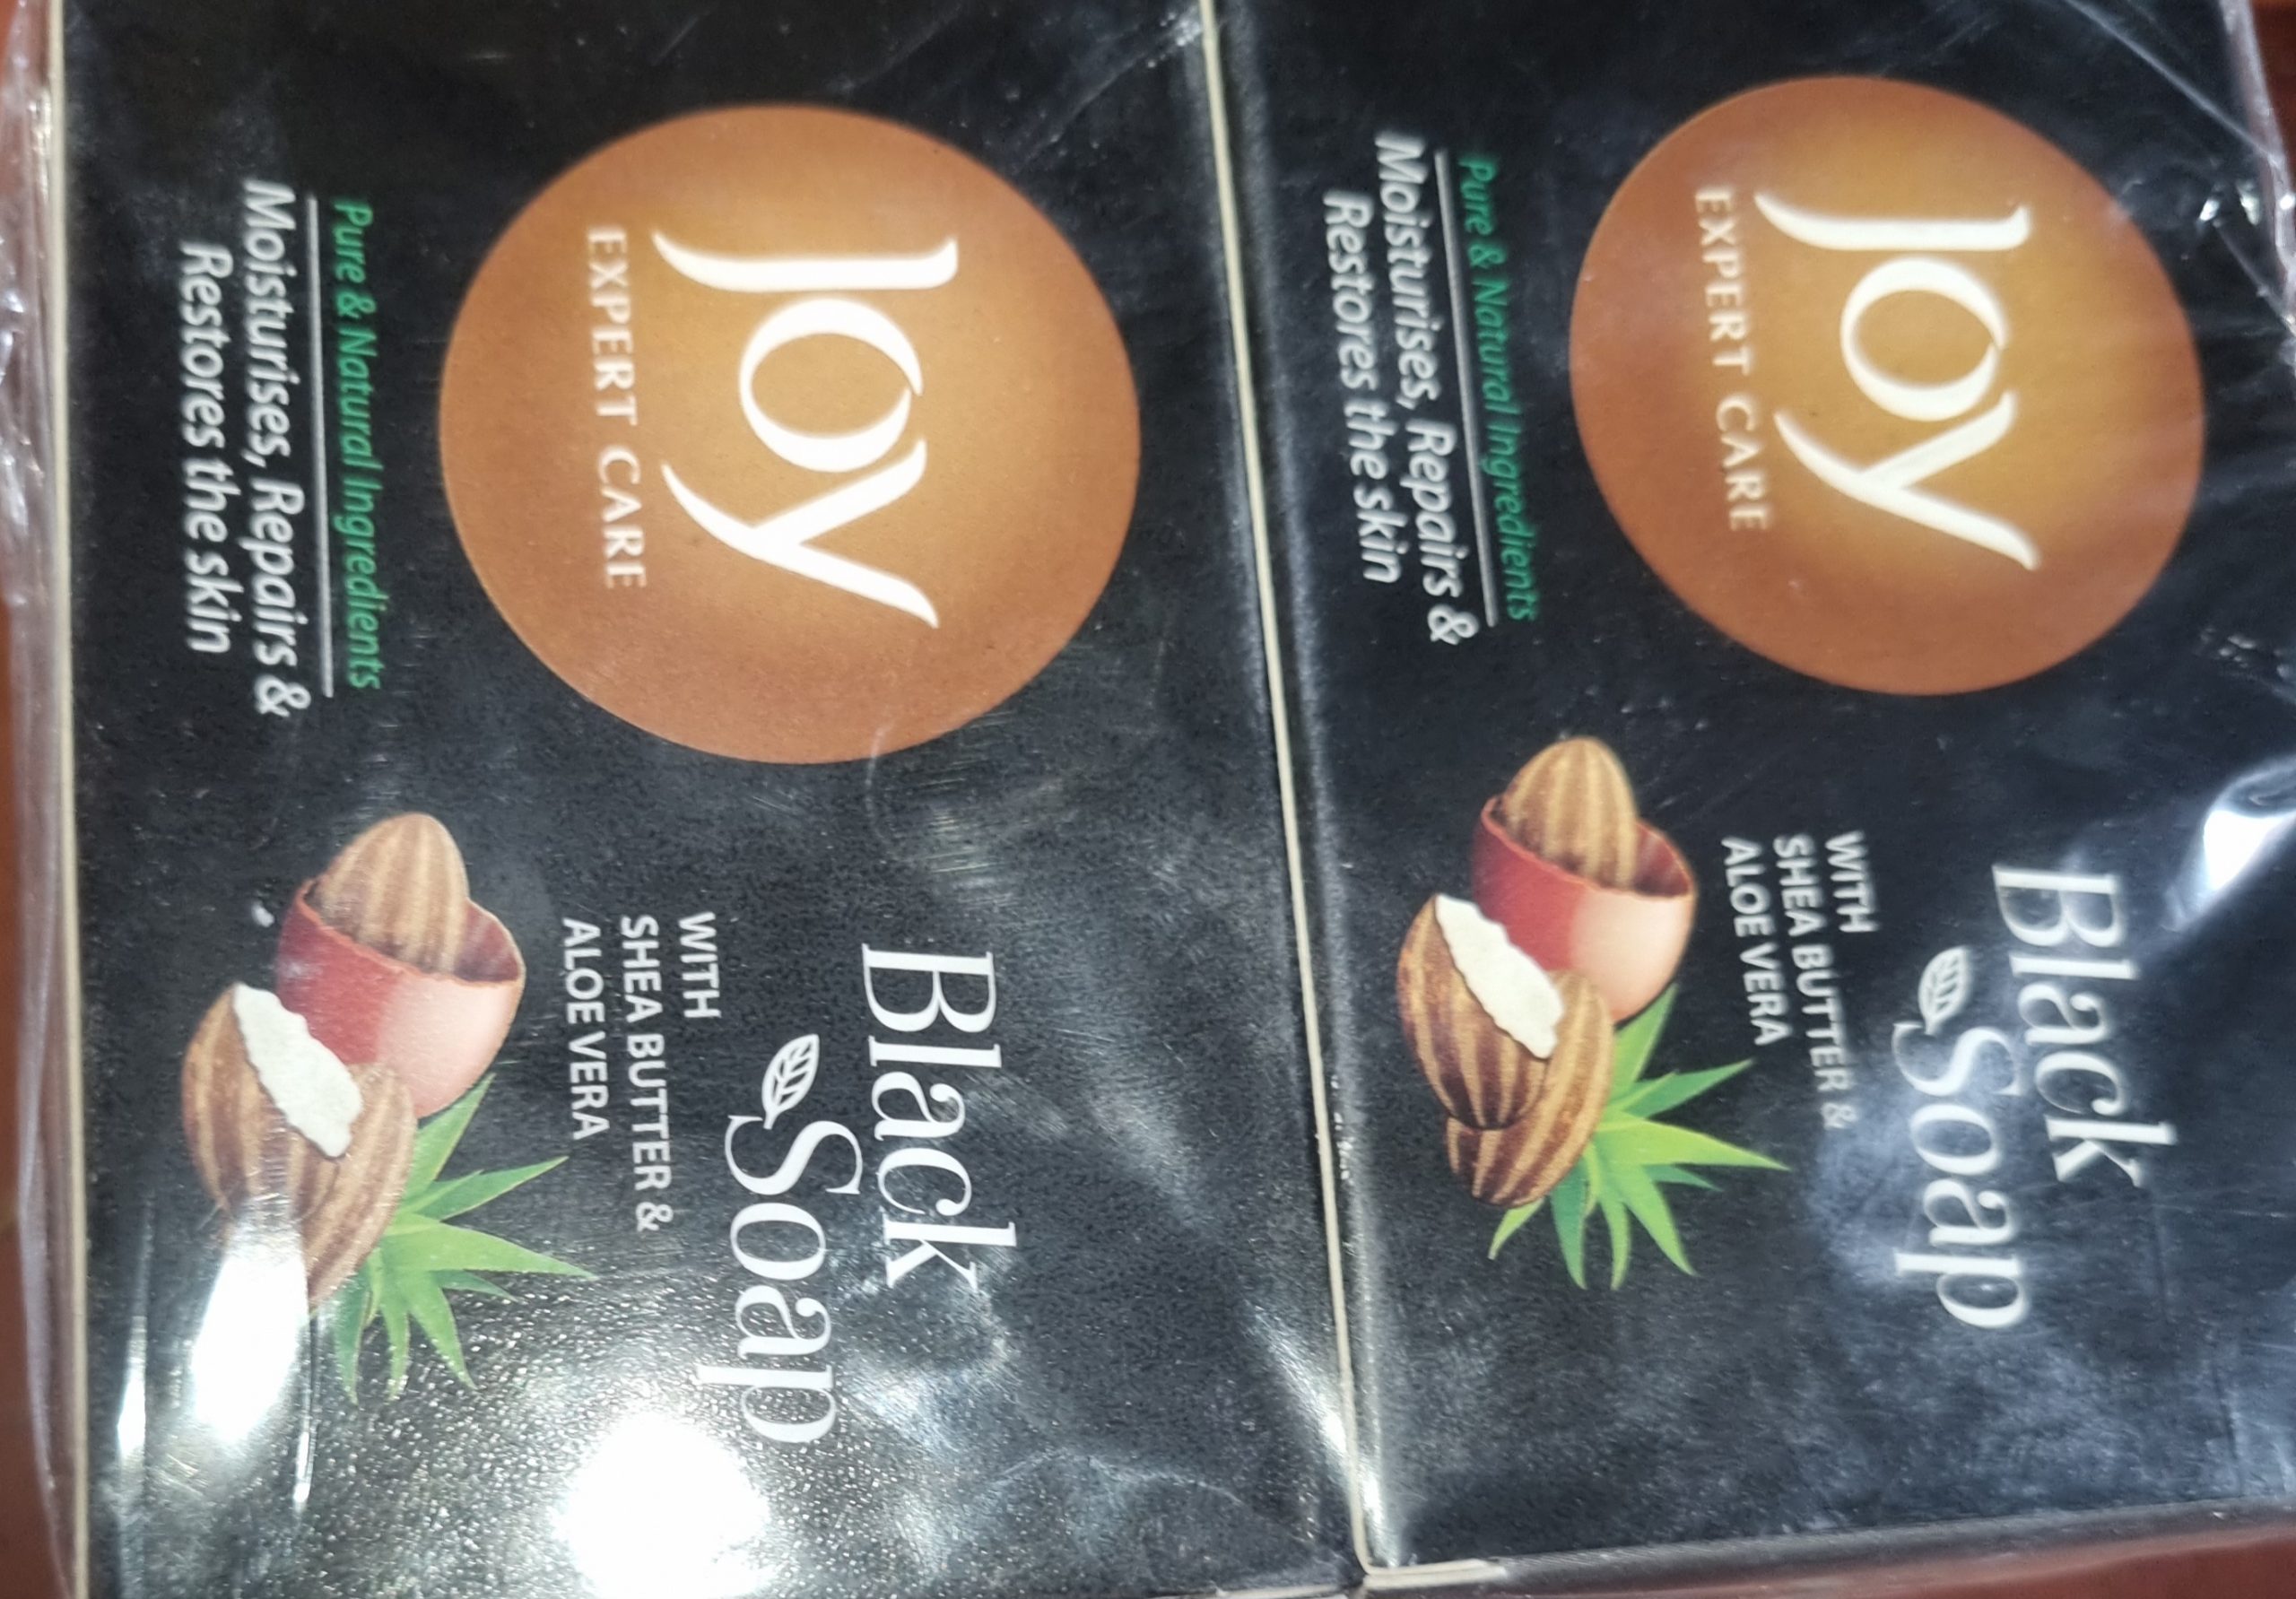 Joy
EXPERT CARE
Pure & Natural Ingredients
Moisturises, Repairs &
Restores the skin
Black
Soap
WITH
SHEA BUTTER &
ALOE VERA
Joy
EXPERT CARE
Pure & Natural Ingredients
Moisturises, Repairs &
Restores the skin
Black
Soap
WITH
SHEA BUTTER &
ALOE VERA